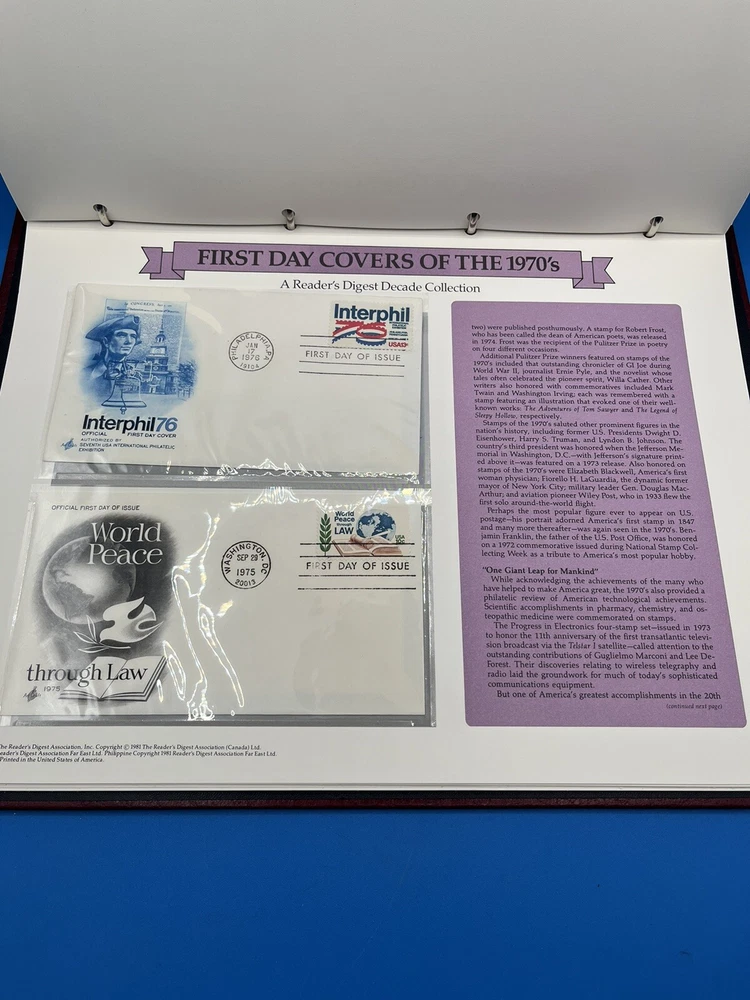 FIRST DAY COVERS OF THE 1970's
A Reader's Digest Decade Collection
Interphil 76
OFFICIAL FIRST DAY COVER
AUTHORIZED BY
SEVENTH USA INTERNATIONAL PHILATELIC
EXHIBITION
PHILADELPHIA, PA
JAN
17
1976
19104
Interphil
76
USA 13c
FIRST DAY OF ISSUE
OFFICIAL FIRST DAY OF ISSUE
World
Peace
through Law
1975
WASHINGTON, DC
SEP 29
1975
20013
World
Peace
through
LAW
USA
10c
FIRST DAY OF ISSUE
two) were published posthumously. A stamp for Robert Frost,
who has been called the dean of American poets, was released
in 1974. Frost was the recipient of the Pulitzer Prize in poetry
on four different occasions.
Additional Pulitzer Prize winners featured on stamps of the
1970's included that outstanding chronicler of GI Joe during
World War II, journalist Ernie Pyle, and the novelist whose
tales often celebrated the pioneer spirit, Willa Cather. Other
writers also honored with commemoratives included Mark
Twain and Washington Irving; each was remembered with a
stamp featuring an illustration that evoked one of their well-
known works: The Adventures of Tom Sawyer and The Legend of
Sleepy Hollow, respectively.
Stamps of the 1970's saluted other prominent figures in the
nation's history, including former U.S. Presidents Dwight D.
Eisenhower, Harry S. Truman, and Lyndon B. Johnson. The
country's third president was honored when the Jefferson Me-
morial in Washington, D.C.—with Jefferson's signature print-
ed above it—was featured on a 1973 release. Also honored on
stamps of the 1970's were Elizabeth Blackwell, America's first
woman physician; Fiorello H. LaGuardia, the dynamic former
mayor of New York City; military leader Gen. Douglas Mac-
Arthur; and aviation pioneer Wiley Post, who in 1933 flew the
first solo around-the-world flight.
Perhaps the most popular figure ever to appear on U.S.
postage—his portrait adorned America's first stamp in 1847
and many more thereafter—was again seen in the 1970's. Ben-
jamin Franklin, the father of the U.S. Post Office, was honored
on a 1972 commemorative issued during National Stamp Col-
lecting Week as a tribute to America's most popular hobby.
"One Giant Leap for Mankind"
While acknowledging the achievements of the many who
have helped to make America great, the 1970's also provided a
philatelic review of American technological achievements.
Scientific accomplishments in pharmacy, chemistry, and os-
teopathic medicine were commemorated on stamps.
The Progress in Electronics four-stamp set—issued in 1973
to honor the 11th anniversary of the first transatlantic televi-
sion broadcast via the Telstar I satellite—called attention to the
outstanding contributions of Guglielmo Marconi and Lee De-
Forest. Their discoveries relating to wireless telegraphy and
radio laid the groundwork for much of today's sophisticated
communications equipment.
But one of America's greatest accomplishments in the 20th
(continued next page)
The Reader's Digest Association, Inc. Copyright © 1981 The Reader's Digest Association (Canada) Ltd.
Reader's Digest Association Far East Ltd. Philippine Copyright 1981 Reader's Digest Association Far East Ltd.
Printed in the United States of America.